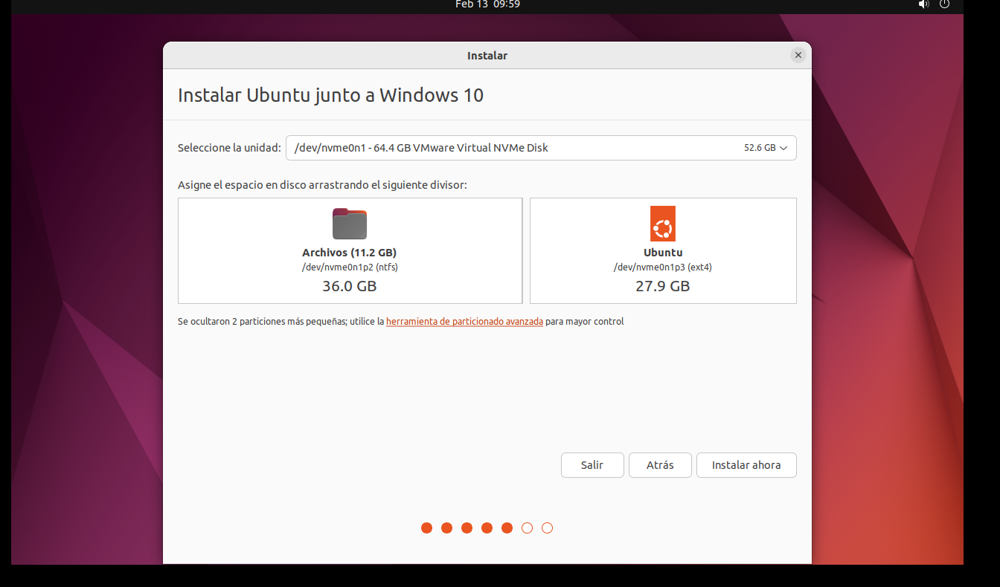 Feb 13 09:59
Instalar
Instalar Ubuntu junto a Windows 10
Seleccione la unidad: /dev/nvme0n1 - 64.4 GB VMware Virtual NVMe Disk 52.6 GB
Asigne el espacio en disco arrastrando el siguiente divisor:
Archivos (11.2 GB)
/dev/nvme0n1p2 (ntfs)
36.0 GB
Ubuntu
/dev/nvme0n1p3 (ext4)
27.9 GB
Se ocultaron 2 particiones más pequeñas; utilice la herramienta de particionado avanzada para mayor control
Salir
Atrás
Instalar ahora